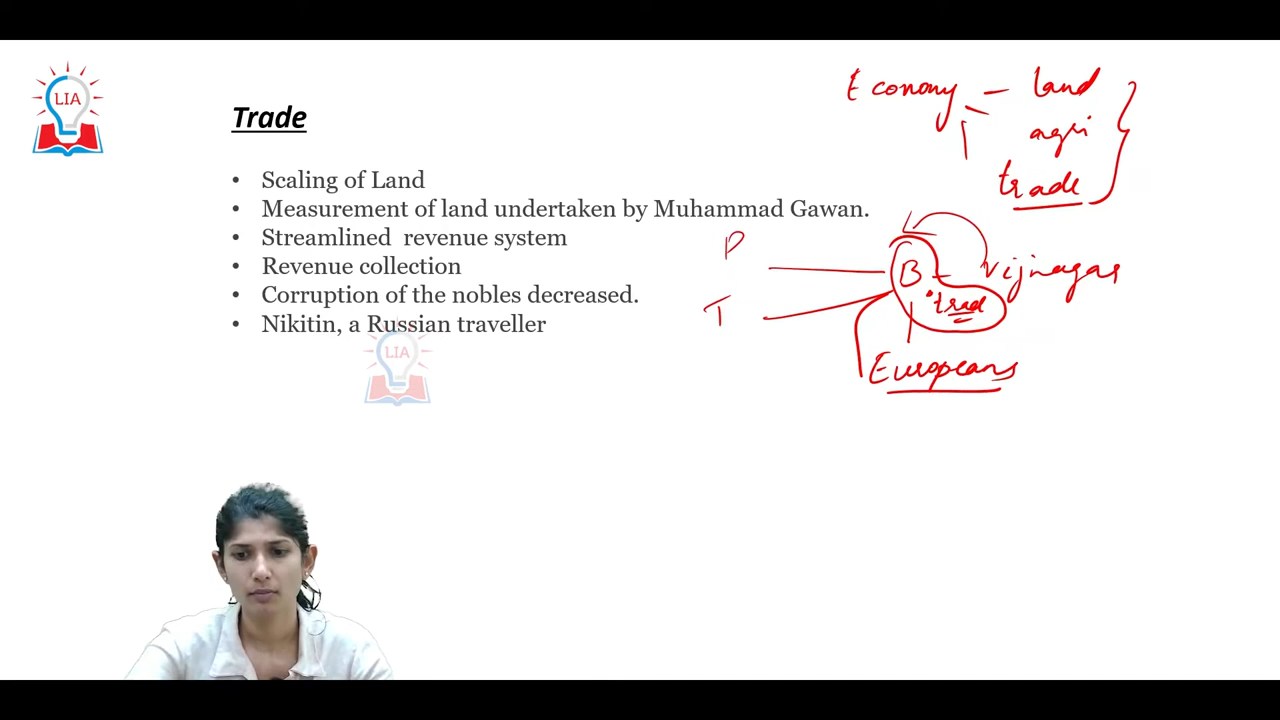 LIA
Trade
• Scaling of Land
• Measurement of land undertaken by Muhammad Gawan.
• Streamlined revenue system
• Revenue collection
• Corruption of the nobles decreased.
• Nikitin, a Russian traveller
LIA
Economy - land
agri
trade
P
B - Vijnagar
T
trad
Europeans